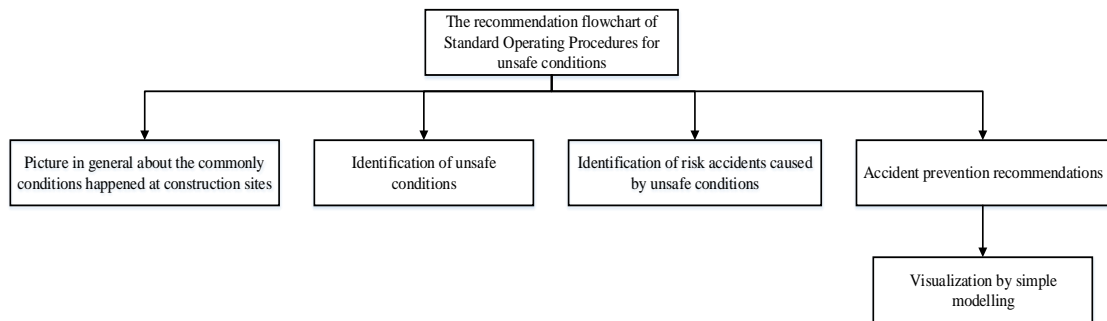 The recommendation flowchart of
Standard Operating Procedures for
unsafe conditions
Picture in general about the commonly
conditions happened at construction sites
Identification of unsafe
conditions
Identification of risk accidents caused
by unsafe conditions
Accident prevention recommendations
Visualization by simple
modelling